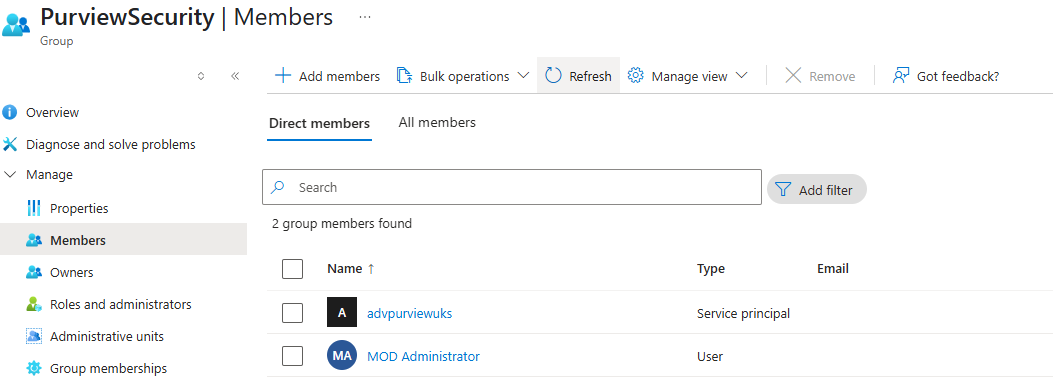 PurviewSecurity | Members ...
Group
Add members Bulk operations Refresh Manage view Remove Got feedback?
Overview
Diagnose and solve problems
Manage
Properties
Members
Owners
Roles and administrators
Administrative units
Group memberships
Direct members All members
Search
Add filter
2 group members found
Name ↑ Type Email
A advpurviewuks Service principal
MA MOD Administrator User